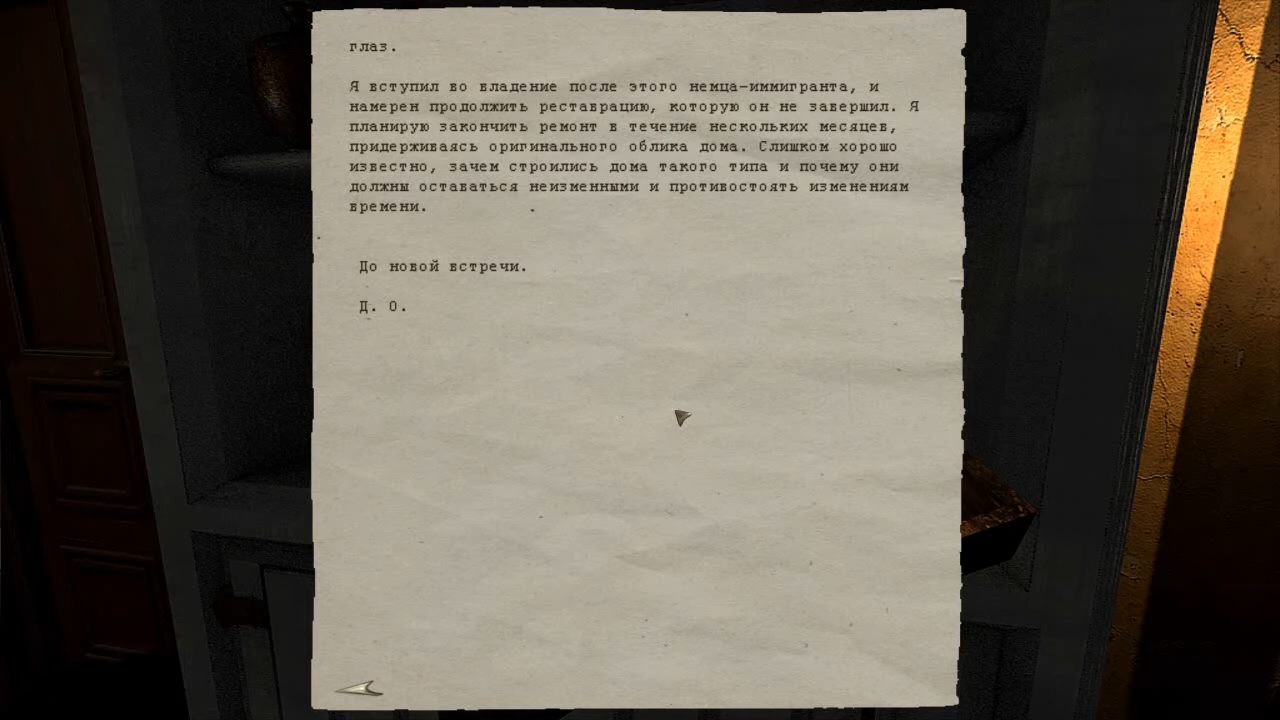 глаз.
Я вступил во владение после этого немца-иммигранта, и
намерен продолжить реставрацию, которую он не завершил. Я
планирую закончить ремонт в течение нескольких месяцев,
придерживаясь оригинального облика дома. Слишком хорошо
известно, зачем строились дома такого типа и почему они
должны оставаться неизменными и противостоять изменениям
времени.
До новой встречи.
Д. О.